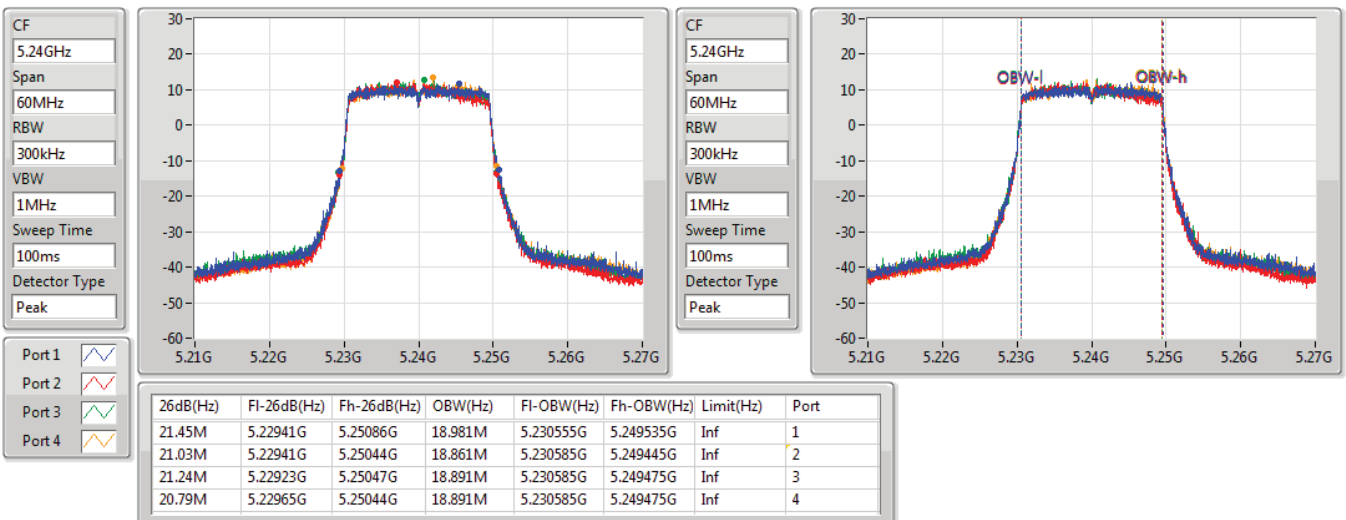 CF
5.24GHz
Span
60MHz
RBW
300kHz
VBW
1MHz
Sweep Time
100ms
Detector Type
Peak
30
20
10
0
-10
-20
-30
-40
-50
-60
5.21G 5.22G 5.23G 5.24G 5.25G 5.26G 5.27G
CF
5.24GHz
Span
60MHz
RBW
300kHz
VBW
1MHz
Sweep Time
100ms
Detector Type
Peak
30
20
10
0
-10
-20
-30
-40
-50
-60
OBW-l OBW-h
5.21G 5.22G 5.23G 5.24G 5.25G 5.26G 5.27G
Port 1
Port 2
Port 3
Port 4
26dB(Hz) Fl-26dB(Hz) Fh-26dB(Hz) OBW(Hz) Fl-OBW(Hz) Fh-OBW(Hz) Limit(Hz) Port
21.45M 5.22941G 5.25086G 18.981M 5.230555G 5.249535G Inf 1
21.03M 5.22941G 5.25044G 18.861M 5.230585G 5.249445G Inf 2
21.24M 5.22923G 5.25047G 18.891M 5.230585G 5.249475G Inf 3
20.79M 5.22965G 5.25044G 18.891M 5.230585G 5.249475G Inf 4